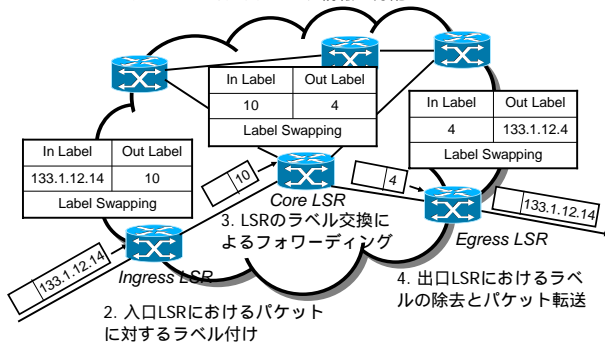 In Label Out Label
10 4
Label Swapping
In Label Out Label
4 133.1.12.4
Label Swapping
In Label Out Label
133.1.12.14 10
Label Swapping
10
4
133.1.12.14
Core LSR
3. LSRのラベル交換に
よるフォワーディング
Egress LSR
133.1.12.14
Ingress LSR
2. 入口LSRにおけるパケット
に対するラベル付け
4. 出口LSRにおけるラベ
ルの除去とパケット転送